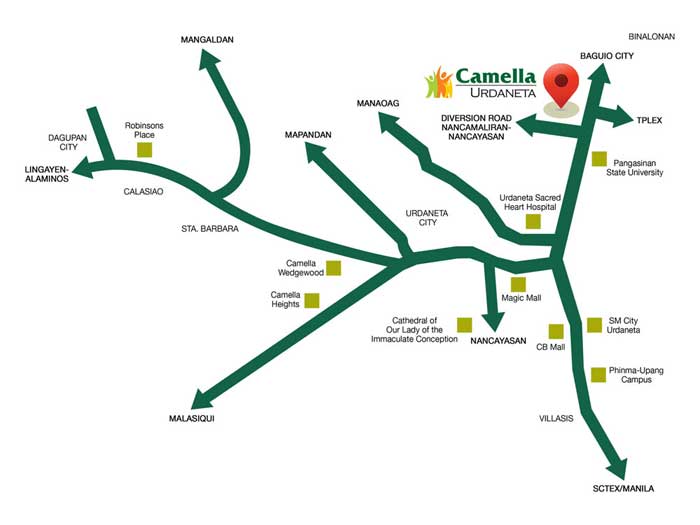 BINALONAN
MANGALDAN
BAGUIO CITY
Camella
URDANETA
MANAOAG
DIVERSION ROAD
NANCAMALIRAN-
NANCAYASAN
TPLEX
Robinsons
Place
DAGUPAN
CITY
MAPANDAN
LINGAYEN-
ALAMINOS
Pangasinan
State University
CALASIAO
Urdaneta Sacred
Heart Hospital
URDANETA
CITY
STA. BARBARA
Camella
Wedgewood
Camella
Heights
Magic Mall
Cathedral of
Our Lady of the
Immaculate Conception
NANCAYASAN
CB Mall
SM City
Urdaneta
Phinma-Upang
Campus
MALASIQUI
VILLASIS
SCTEX/MANILA